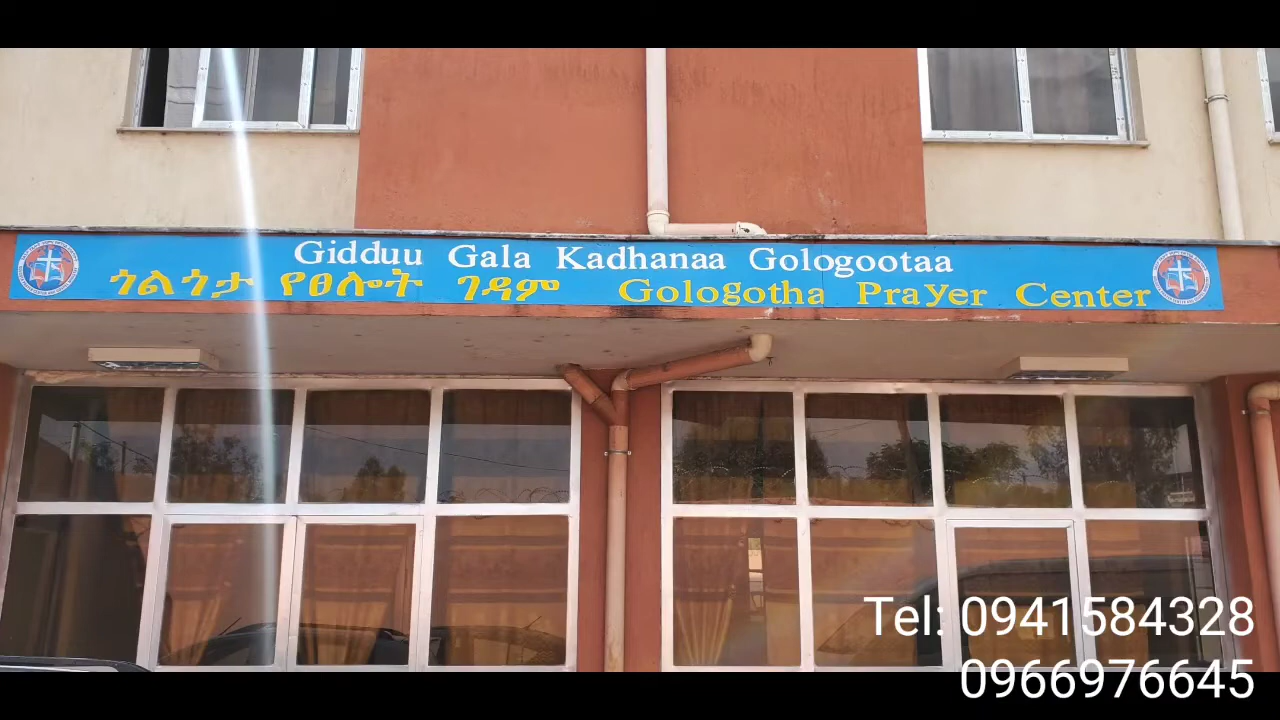 Gidduu Gala Kadhanaa Gologootaa
ጎልጎታ የፀሎት ገዳም Gologotha Prayer Center
Tel: 0941584328
0966976645